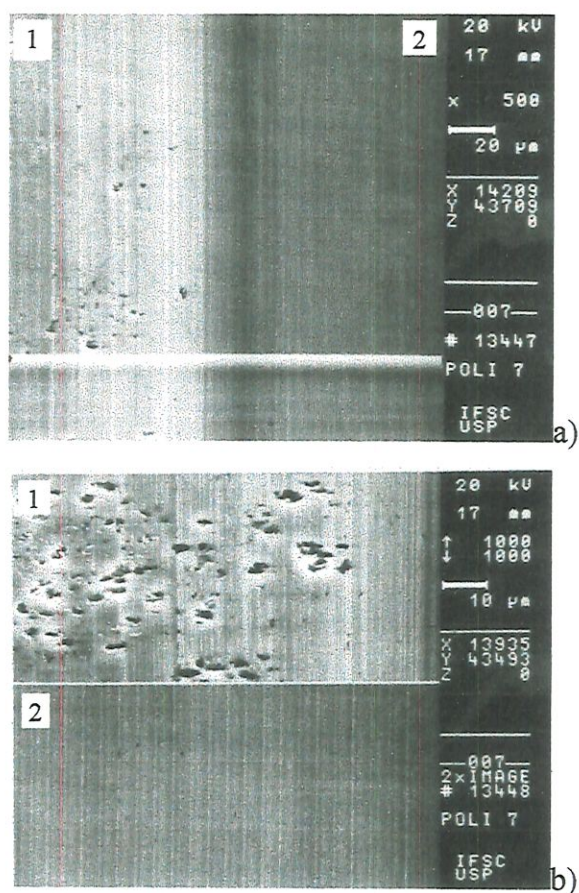 1
2
20 kV
17 mm
x 508
20 µm
X 14209
Y 43709
Z 0
—007—
# 13447
POLI 7
IFSC
USP
a)
1
2
20 kV
17 mm
↑ 1000
↓ 1000
10 µm
X 13935
Y 43493
Z 0
—007—
2×IMAGE
# 13448
POLI 7
IFSC
USP
b)